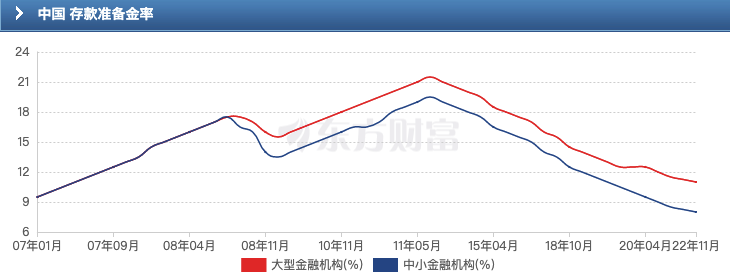 中国 存款准备金率
24
21
18
15
12
9
6
东方财富
07年01月 07年09月 08年04月 08年11月 10年11月 11年05月 15年04月 18年10月 20年04月 22年11月
大型金融机构(%) 中小金融机构(%)